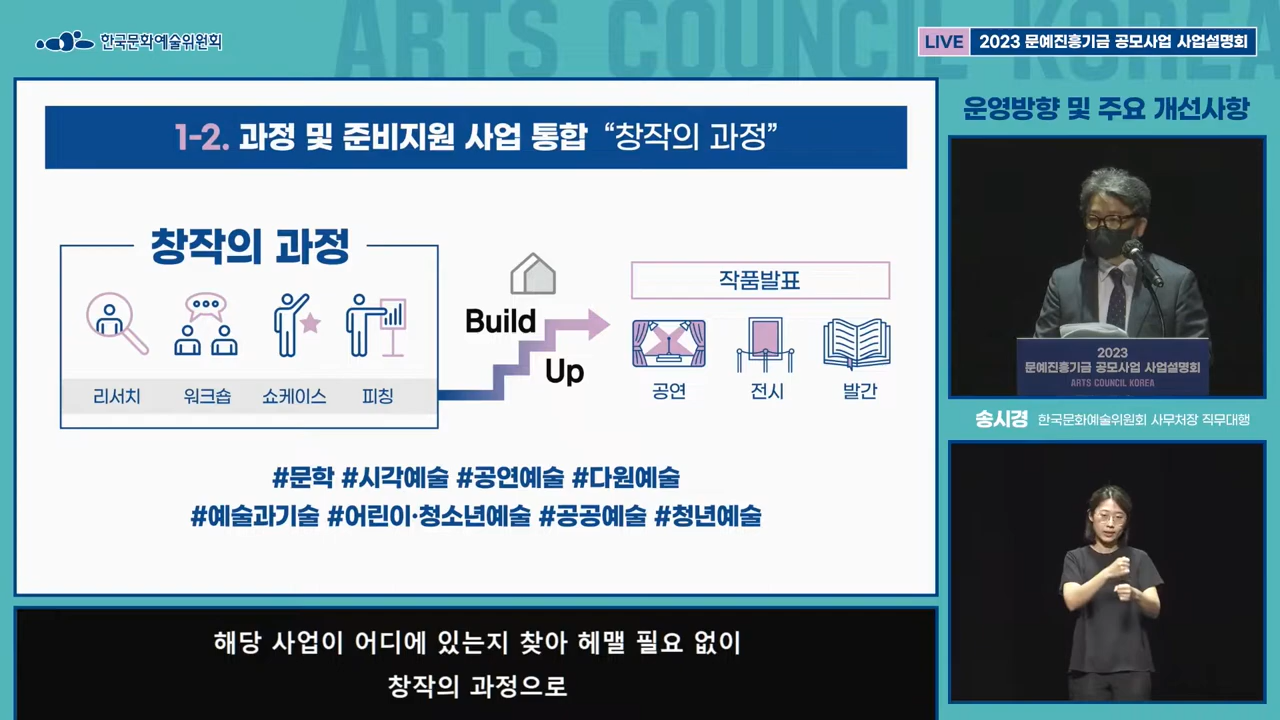 ARTS COUNCIL KOREA
한국문화예술위원회
LIVE 2023 문예진흥기금 공모사업 사업설명회
운영방향 및 주요 개선사항
1-2. 과정 및 준비지원 사업 통합 “창작의 과정”
창작의 과정
리서치 워크숍 쇼케이스 피칭
Build
Up
작품발표
공연 전시 발간
#문학 #시각예술 #공연예술 #다원예술
#예술과기술 #어린이·청소년예술 #공공예술 #청년예술
2023
문예진흥기금 공모사업 사업설명회
ARTS COUNCIL KOREA
송시경 한국문화예술위원회 사무처장 직무대행
해당 사업이 어디에 있는지 찾아 헤맬 필요 없이
창작의 과정으로